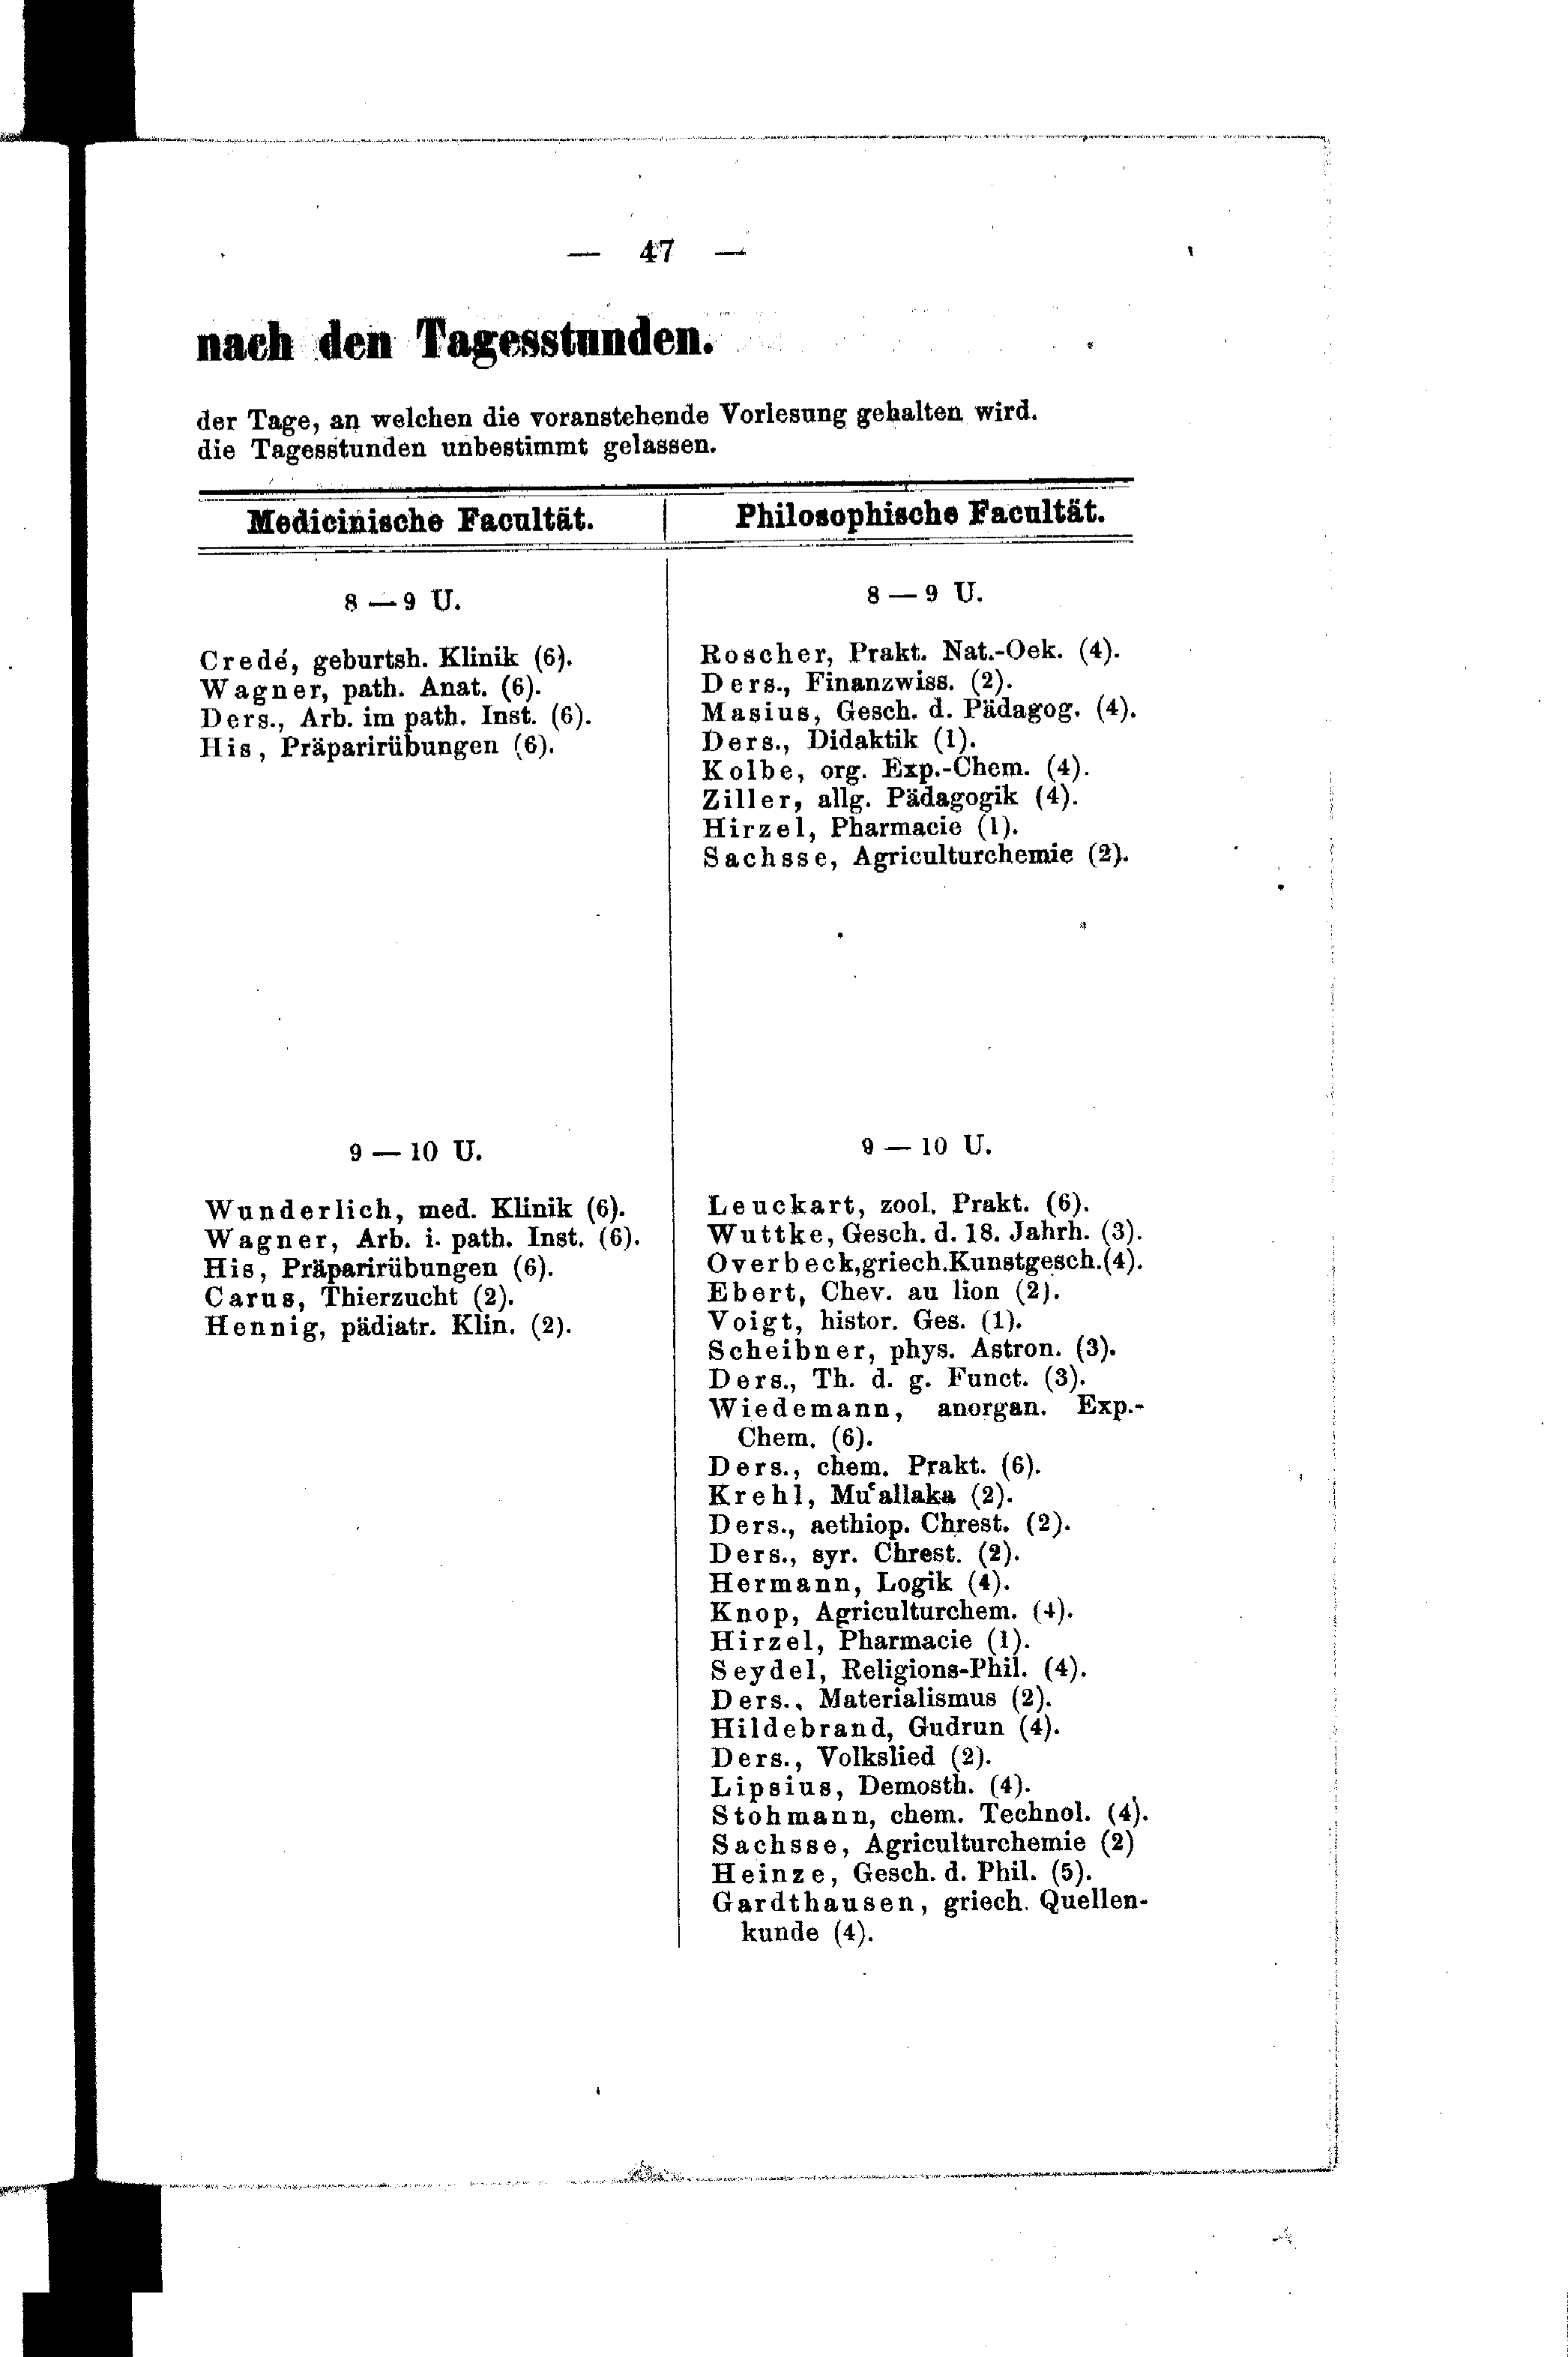 — 47 —
nach den Tagesstunden.
der Tage, an welchen die voranstehende Vorlesung gehalten wird.
die Tagesstunden unbestimmt gelassen.
Medicinische Facultät.
8 — 9 U.
Credé, geburtsh. Klinik (6).
Wagner, path. Anat. (6).
Ders., Arb. im path. Inst. (6).
His, Präparirübungen (6).
9 — 10 U.
Wunderlich, med. Klinik (6).
Wagner, Arb. i. path. Inst. (6).
His, Präparirübungen (6).
Carus, Thierzucht (2).
Hennig, pädiatr. Klin. (2).
Philosophische Facultät.
8 — 9 U.
Roscher, Prakt. Nat.-Oek. (4).
Ders., Finanzwiss. (2).
Masius, Gesch. d. Pädagog. (4).
Ders., Didaktik (1).
Kolbe, org. Exp.-Chem. (4).
Ziller, allg. Pädagogik (4).
Hirzel, Pharmacie (1).
Sachsse, Agriculturchemie (2).
9 — 10 U.
Leuckart, zool. Prakt. (6).
Wuttke, Gesch. d. 18. Jahrh. (3).
Overbeck,griech.Kunstgesch.(4).
Ebert, Chev. au lion (2).
Voigt, histor. Ges. (1).
Scheibner, phys. Astron. (3).
Ders., Th. d. g. Funct. (3).
Wiedemann, anorgan. Exp.-
Chem. (6).
Ders., chem. Prakt. (6).
Krehl, Muʿallaka (2).
Ders., aethiop. Chrest. (2).
Ders., syr. Chrest. (2).
Hermann, Logik (4).
Knop, Agriculturchem. (4).
Hirzel, Pharmacie (1).
Seydel, Religions-Phil. (4).
Ders., Materialismus (2).
Hildebrand, Gudrun (4).
Ders., Volkslied (2).
Lipsius, Demosth. (4).
Stohmann, chem. Technol. (4).
Sachsse, Agriculturchemie (2)
Heinze, Gesch. d. Phil. (5).
Gardthausen, griech. Quellen-
kunde (4).